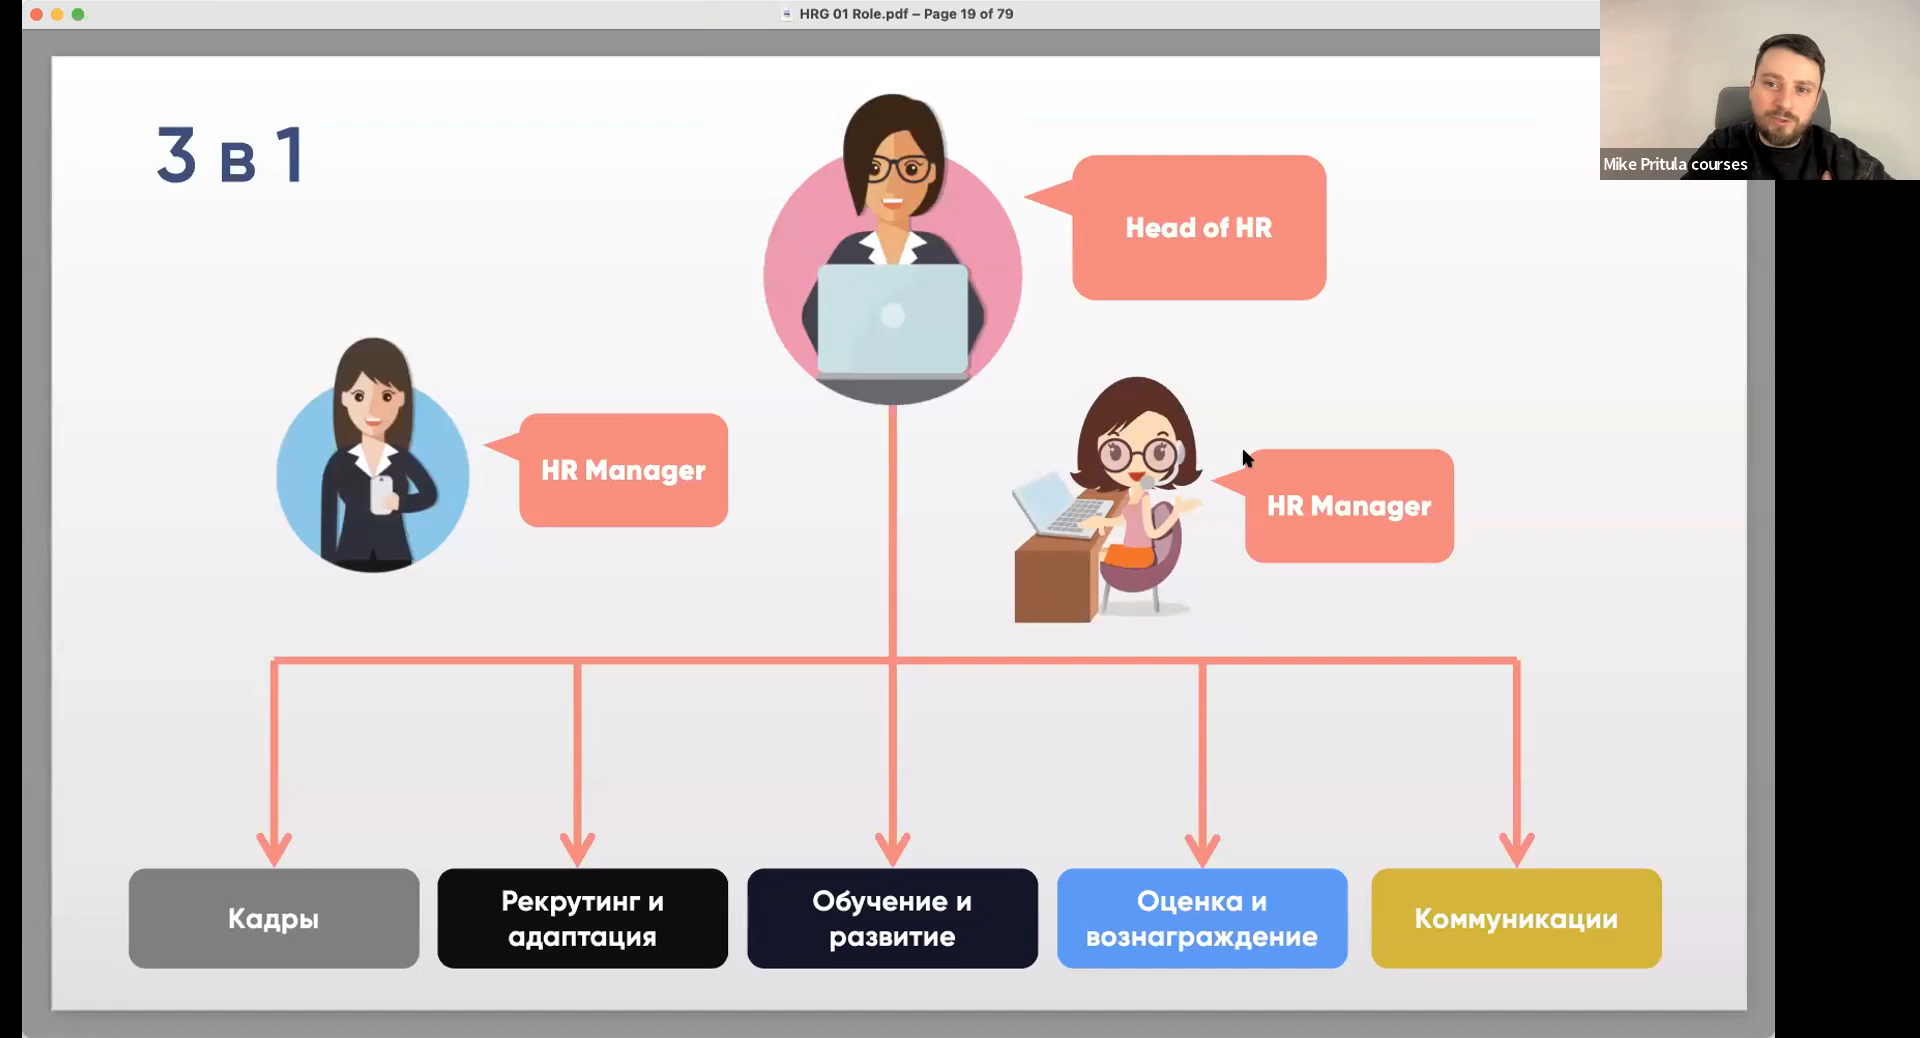 HRG 01 Role.pdf – Page 19 of 79
Mike Pritula courses
3 в 1
Head of HR
HR Manager
HR Manager
Кадры
Рекрутинг и
адаптация
Обучение и
развитие
Оценка и
вознаграждение
Коммуникации